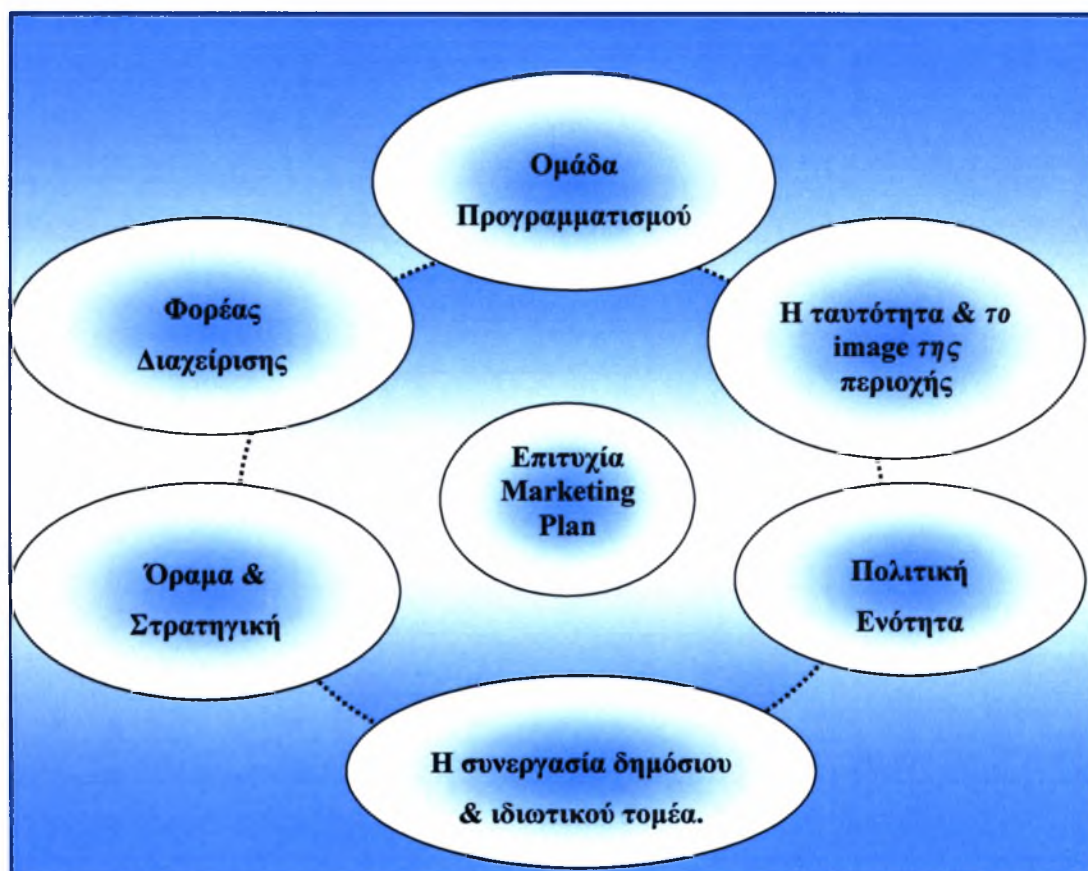 Ομάδα
Προγραμματισμού
Φορέας
Διαχείρισης
Η ταυτότητα & το
image της
περιοχής
Επιτυχία
Marketing
Plan
Όραμα &
Στρατηγική
Πολιτική
Ενότητα
Η συνεργασία δημόσιου
& ιδιωτικού τομέα.